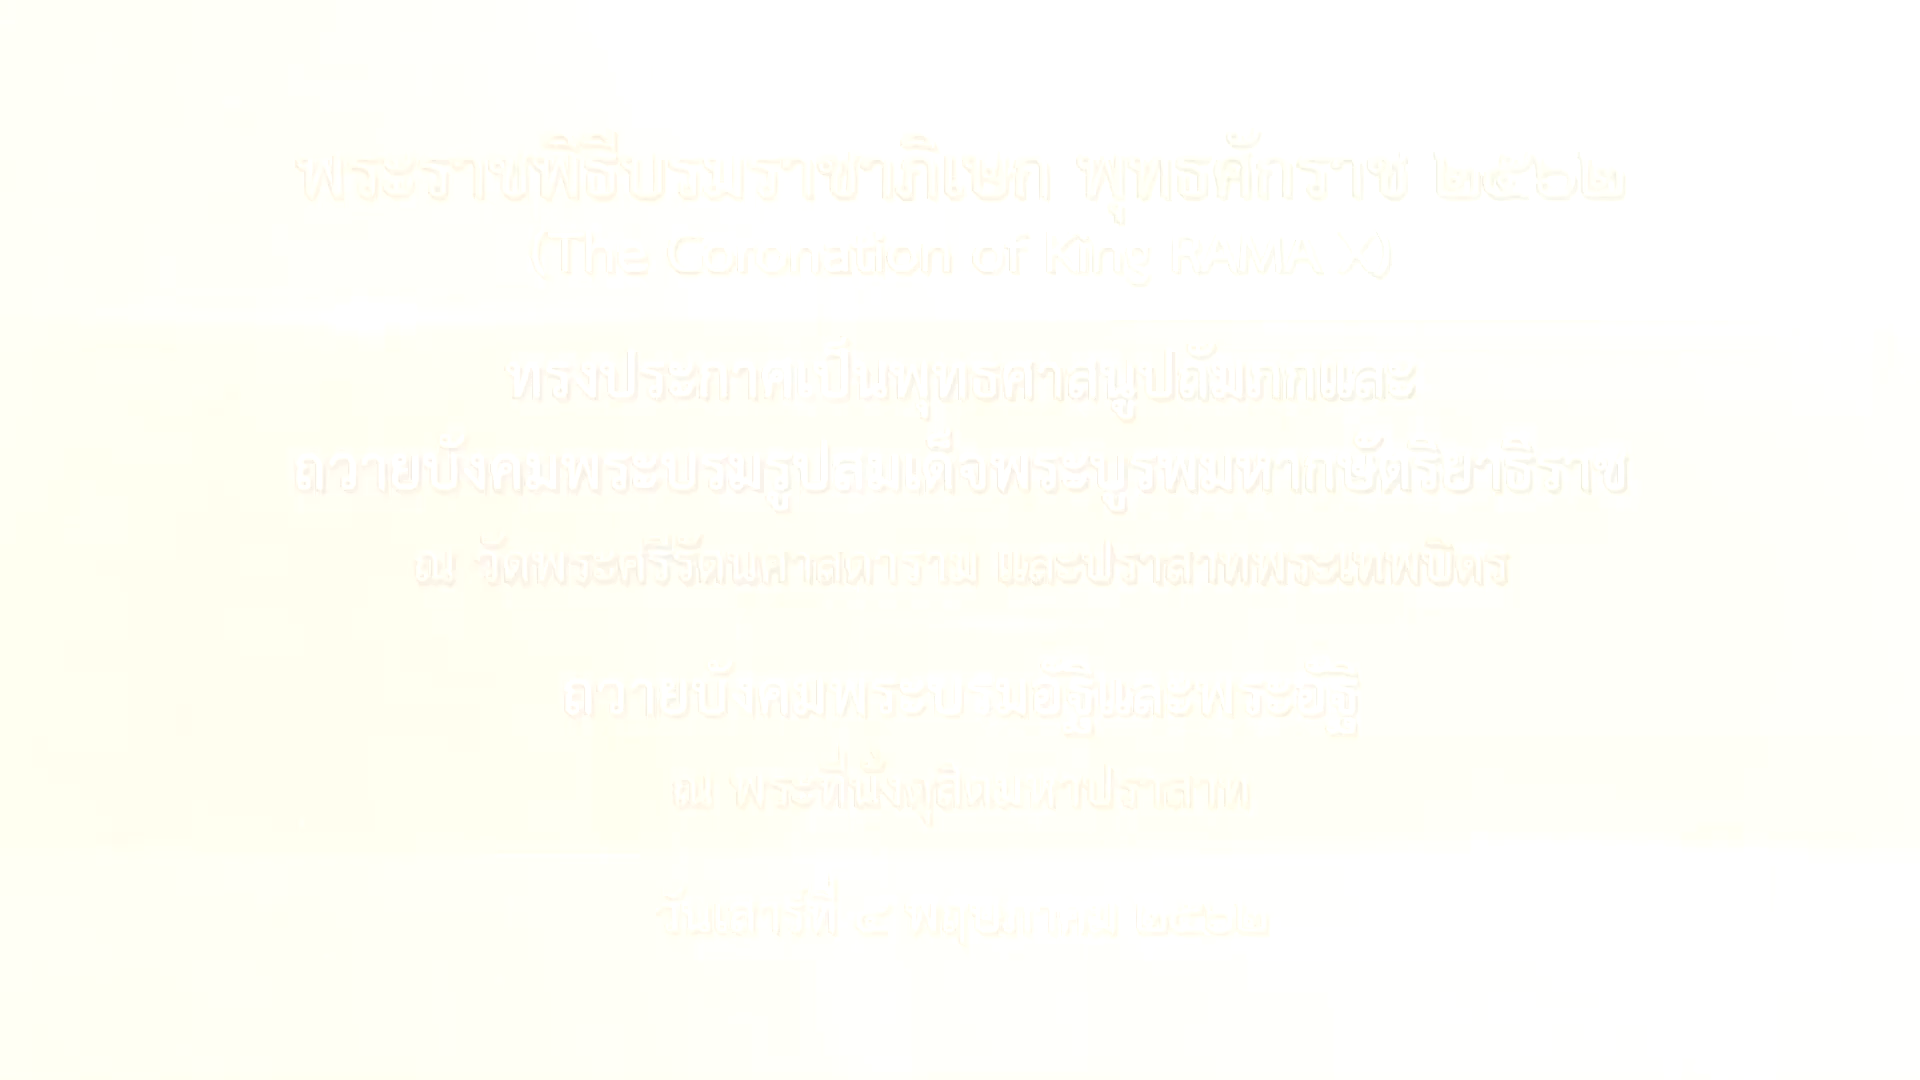 พระราชพิธีบรมราชาภิเษก พุทธศักราช ๒๕๖๒
(The Coronation of King RAMA X)
ทรงประกาศเป็นพุทธศาสนูปถัมภกและ
ถวายบังคมพระบรมรูปสมเด็จพระบูรพมหากษัตริยาธิราช
ณ วัดพระศรีรัตนศาสดาราม และปราสาทพระเทพบิดร
ถวายบังคมพระบรมอัฐิและพระอัฐิ
ณ พระที่นั่งดุสิตมหาปราสาท
วันเสาร์ที่ ๔ พฤษภาคม ๒๕๖๒